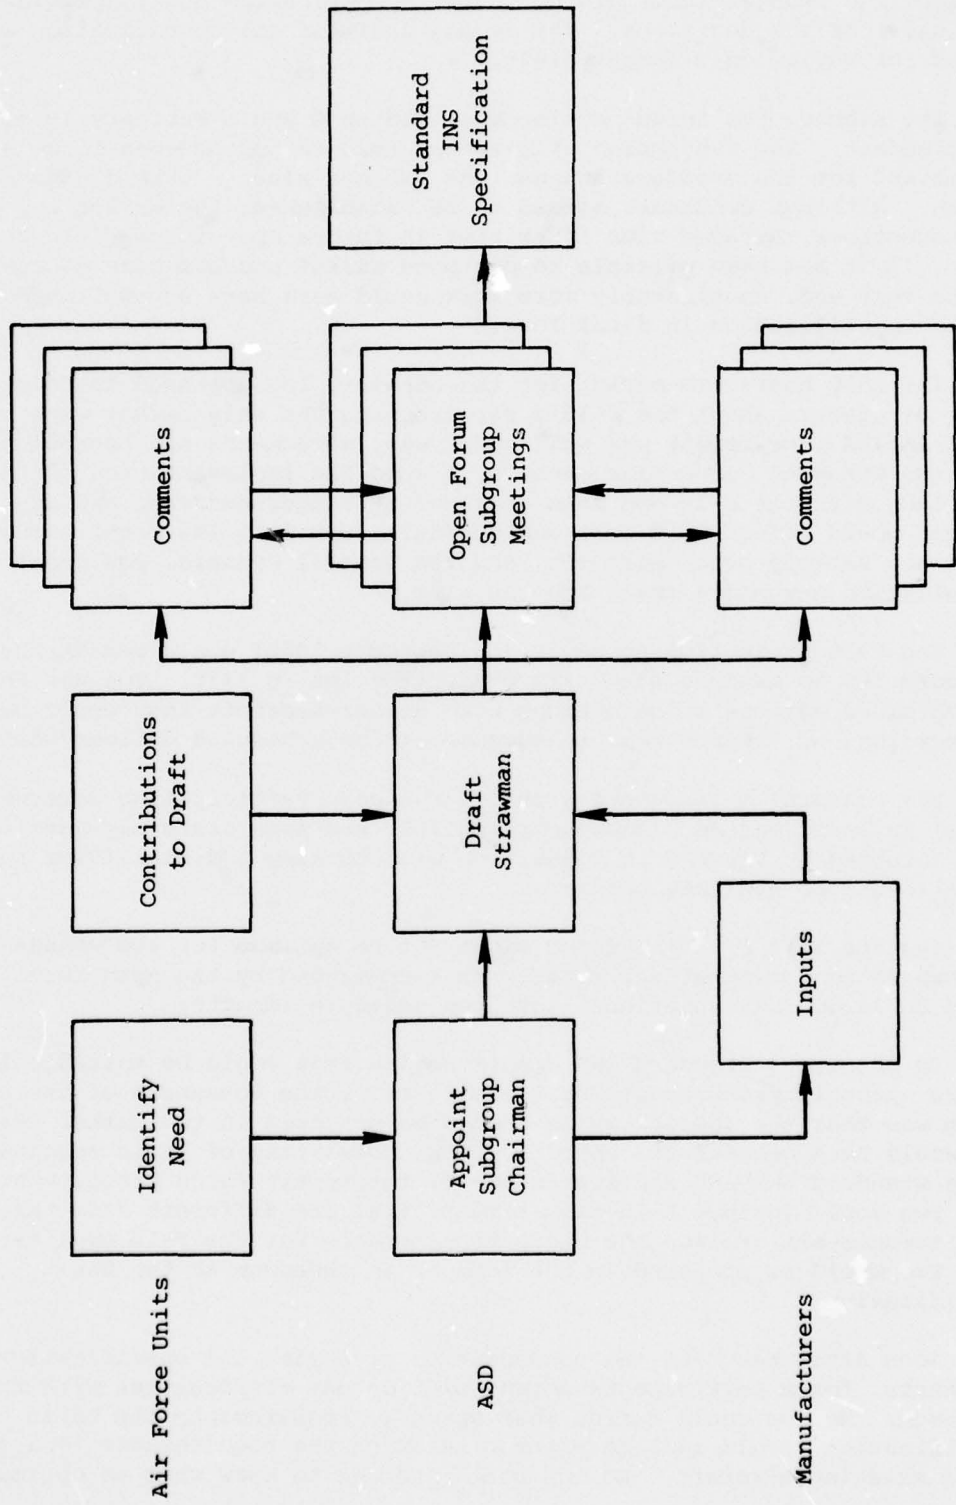 Air Force Units
Identify
Need
Contributions
to Draft
Comments
ASD
Appoint
Subgroup
Chairman
Draft
Strawman
Open Forum
Subgroup
Meetings
Standard
INS
Specification
Manufacturers
Inputs
Comments